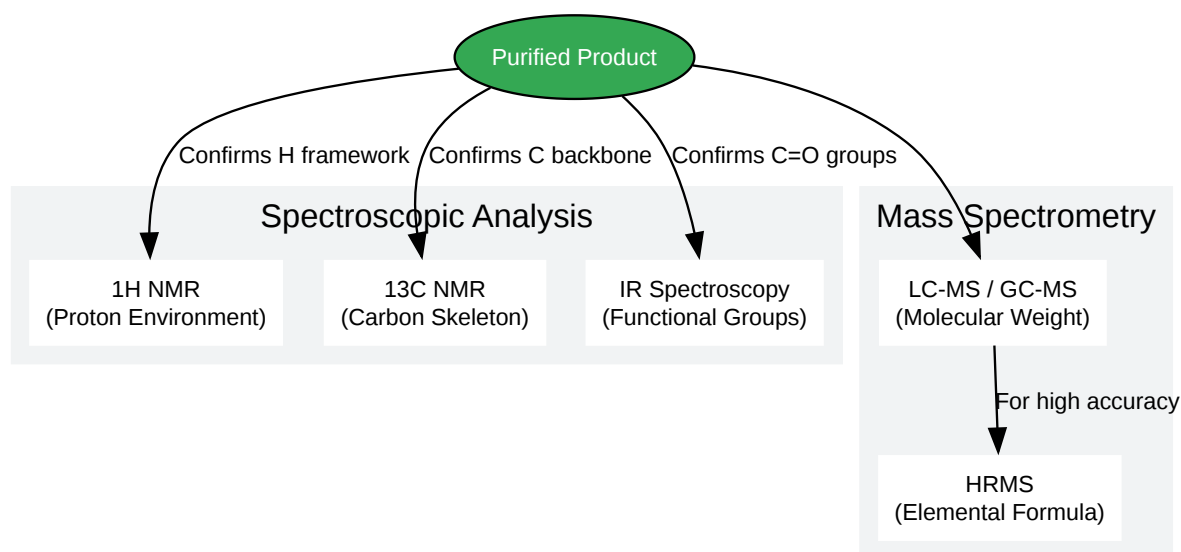 Purified Product
Confirms H framework
Confirms C backbone
Confirms C=O groups
Spectroscopic Analysis
Mass Spectrometry
1H NMR
(Proton Environment)
13C NMR
(Carbon Skeleton)
IR Spectroscopy
(Functional Groups)
LC-MS / GC-MS
(Molecular Weight)
For high accuracy
HRMS
(Elemental Formula)